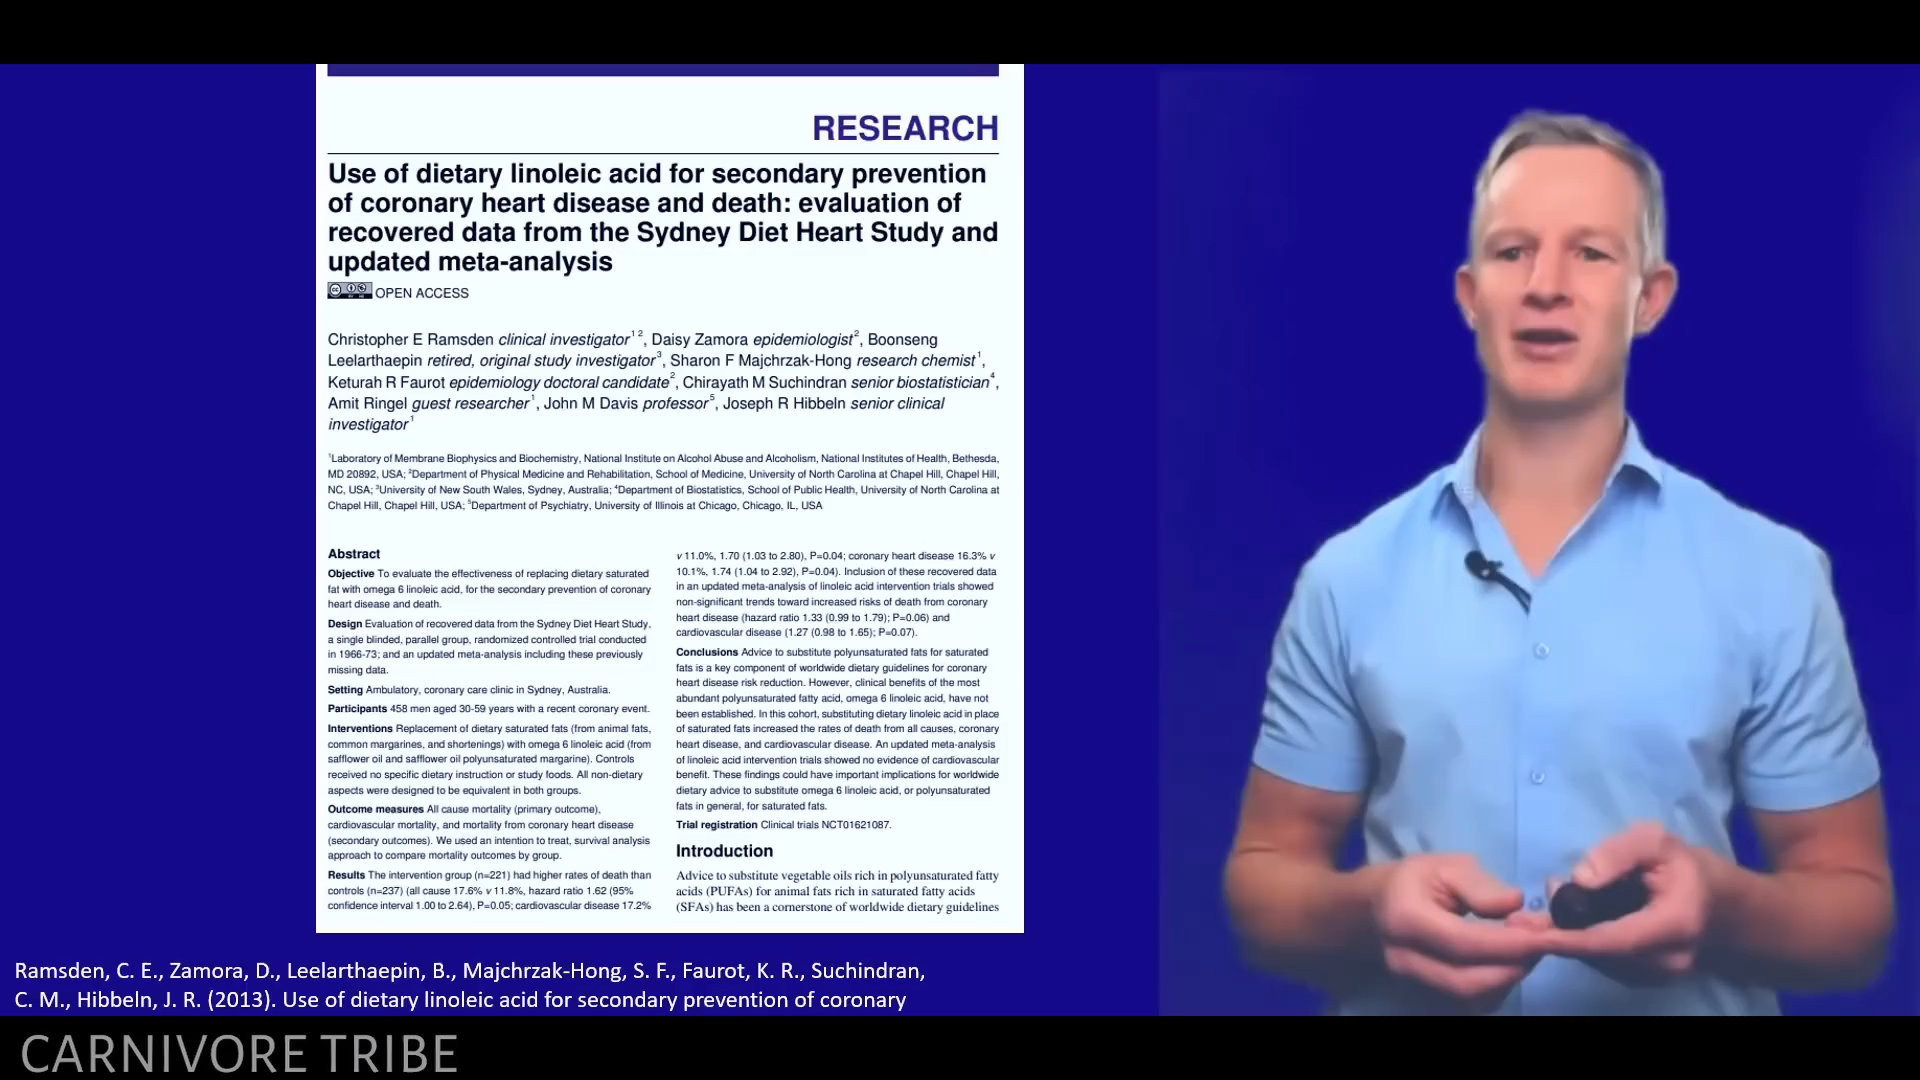 RESEARCH
Use of dietary linoleic acid for secondary prevention
of coronary heart disease and death: evaluation of
recovered data from the Sydney Diet Heart Study and
updated meta-analysis
OPEN ACCESS
Christopher E Ramsden clinical investigator 1 2, Daisy Zamora epidemiologist 2, Boonseng
Leelarthaepin retired, original study investigator 3, Sharon F Majchrzak-Hong research chemist 1,
Keturah R Faurot epidemiology doctoral candidate 2, Chirayath M Suchindran senior biostatistician 4,
Amit Ringel guest researcher 1, John M Davis professor 5, Joseph R Hibbeln senior clinical
investigator 1
1Laboratory of Membrane Biophysics and Biochemistry, National Institute on Alcohol Abuse and Alcoholism, National Institutes of Health, Bethesda,
MD 20892, USA; 2Department of Physical Medicine and Rehabilitation, School of Medicine, University of North Carolina at Chapel Hill, Chapel Hill,
NC, USA; 3University of New South Wales, Sydney, Australia; 4Department of Biostatistics, School of Public Health, University of North Carolina at
Chapel Hill, Chapel Hill, USA; 5Department of Psychiatry, University of Illinois at Chicago, Chicago, IL, USA
Abstract
Objective To evaluate the effectiveness of replacing dietary saturated
fat with omega 6 linoleic acid, for the secondary prevention of coronary
heart disease and death.
Design Evaluation of recovered data from the Sydney Diet Heart Study,
a single blinded, parallel group, randomized controlled trial conducted
in 1966-73; and an updated meta-analysis including these previously
missing data.
Setting Ambulatory, coronary care clinic in Sydney, Australia.
Participants 458 men aged 30-59 years with a recent coronary event.
Interventions Replacement of dietary saturated fats (from animal fats,
common margarines, and shortenings) with omega 6 linoleic acid (from
safflower oil and safflower oil polyunsaturated margarine). Controls
received no specific dietary instruction or study foods. All non-dietary
aspects were designed to be equivalent in both groups.
Outcome measures All cause mortality (primary outcome),
cardiovascular mortality, and mortality from coronary heart disease
(secondary outcomes). We used an intention to treat, survival analysis
approach to compare mortality outcomes by group.
Results The intervention group (n=221) had higher rates of death than
controls (n=237) (all cause 17.6% v 11.8%, hazard ratio 1.62 (95%
confidence interval 1.00 to 2.64), P=0.05; cardiovascular disease 17.2%
v 11.0%, 1.70 (1.03 to 2.80), P=0.04; coronary heart disease 16.3% v
10.1%, 1.74 (1.04 to 2.92), P=0.04). Inclusion of these recovered data
in an updated meta-analysis of linoleic acid intervention trials showed
non-significant trends toward increased risks of death from coronary
heart disease (hazard ratio 1.33 (0.99 to 1.79); P=0.06) and
cardiovascular disease (1.27 (0.98 to 1.65); P=0.07).
Conclusions Advice to substitute polyunsaturated fats for saturated
fats is a key component of worldwide dietary guidelines for coronary
heart disease risk reduction. However, clinical benefits of the most
abundant polyunsaturated fatty acid, omega 6 linoleic acid, have not
been established. In this cohort, substituting dietary linoleic acid in place
of saturated fats increased the rates of death from all causes, coronary
heart disease, and cardiovascular disease. An updated meta-analysis
of linoleic acid intervention trials showed no evidence of cardiovascular
benefit. These findings could have important implications for worldwide
dietary advice to substitute omega 6 linoleic acid, or polyunsaturated
fats in general, for saturated fats.
Trial registration Clinical trials NCT01621087.
Introduction
Advice to substitute vegetable oils rich in polyunsaturated fatty
acids (PUFAs) for animal fats rich in saturated fatty acids
(SFAs) has been a cornerstone of worldwide dietary guidelines
Ramsden, C. E., Zamora, D., Leelarthaepin, B., Majchrzak-Hong, S. F., Faurot, K. R., Suchindran,
C. M., Hibbeln, J. R. (2013). Use of dietary linoleic acid for secondary prevention of coronary
CARNIVORE TRIBE